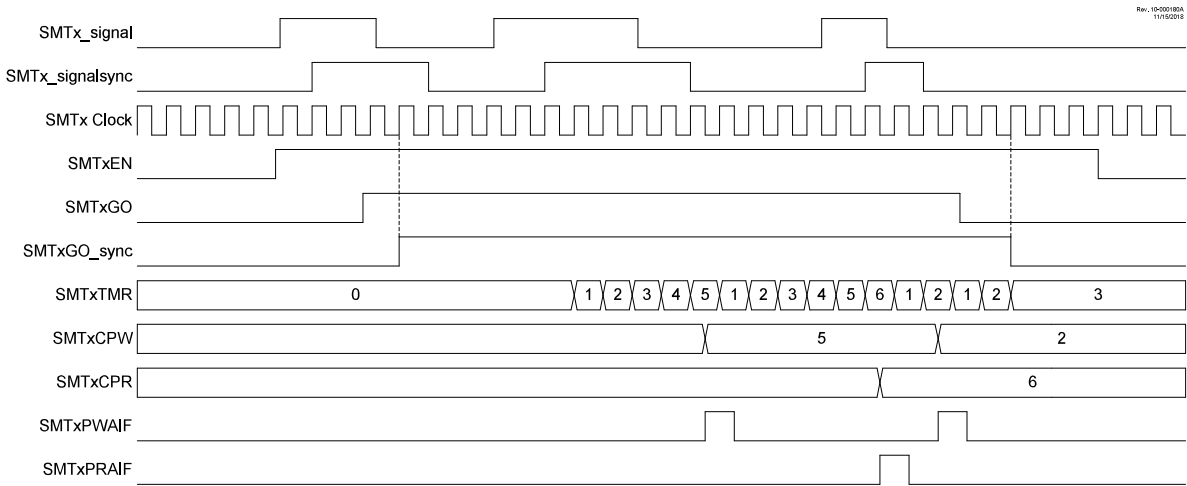 Rev. 10-000180A
11/15/2018
SMTx_signal
SMTx_signalsync
SMTx Clock
SMTxEN
SMTxGO
SMTxGO_sync
SMTxTMR 0 1 2 3 4 5 1 2 3 4 5 6 1 2 1 2 3
SMTxCPW 5 2
SMTxCPR 6
SMTxPWAIF
SMTxPRAIF